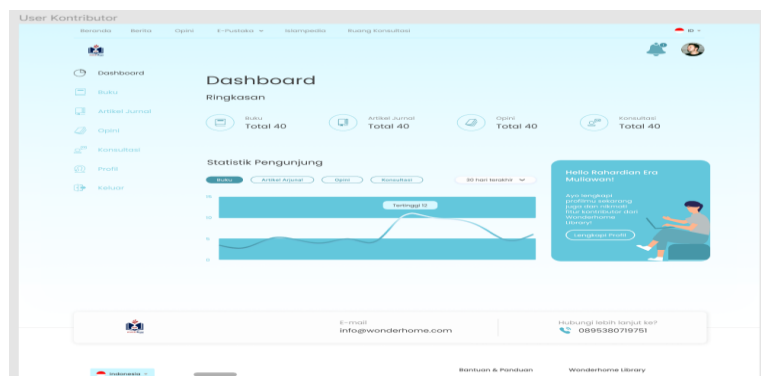 User Kontributor
Beranda Berita Opini E-Pustaka Islampedia Ruang Konsultasi ID
Dashboard
Buku
Artikel Jurnal
Opini
Konsultasi
Profil
Keluar
Dashboard
Ringkasan
Buku
Total 40
Artikel Jurnal
Total 40
Opini
Total 40
Konsultasi
Total 40
Statistik Pengunjung
Buku Opini Konsultasi 30 hari terakhir
Tertinggi 12
Hello Rahardian Era
Muliawan!
Ayo lengkapi
profilmu sekarang
juga dan nikmati
fitur kontributor dari
Wonderhome
Library!
Lengkapi Profil
E-mail
info@wonderhome.com
Hubungi lebih lanjut ke?
0895380719751
Indonesia
Bantuan & Panduan
Wonderhome Library